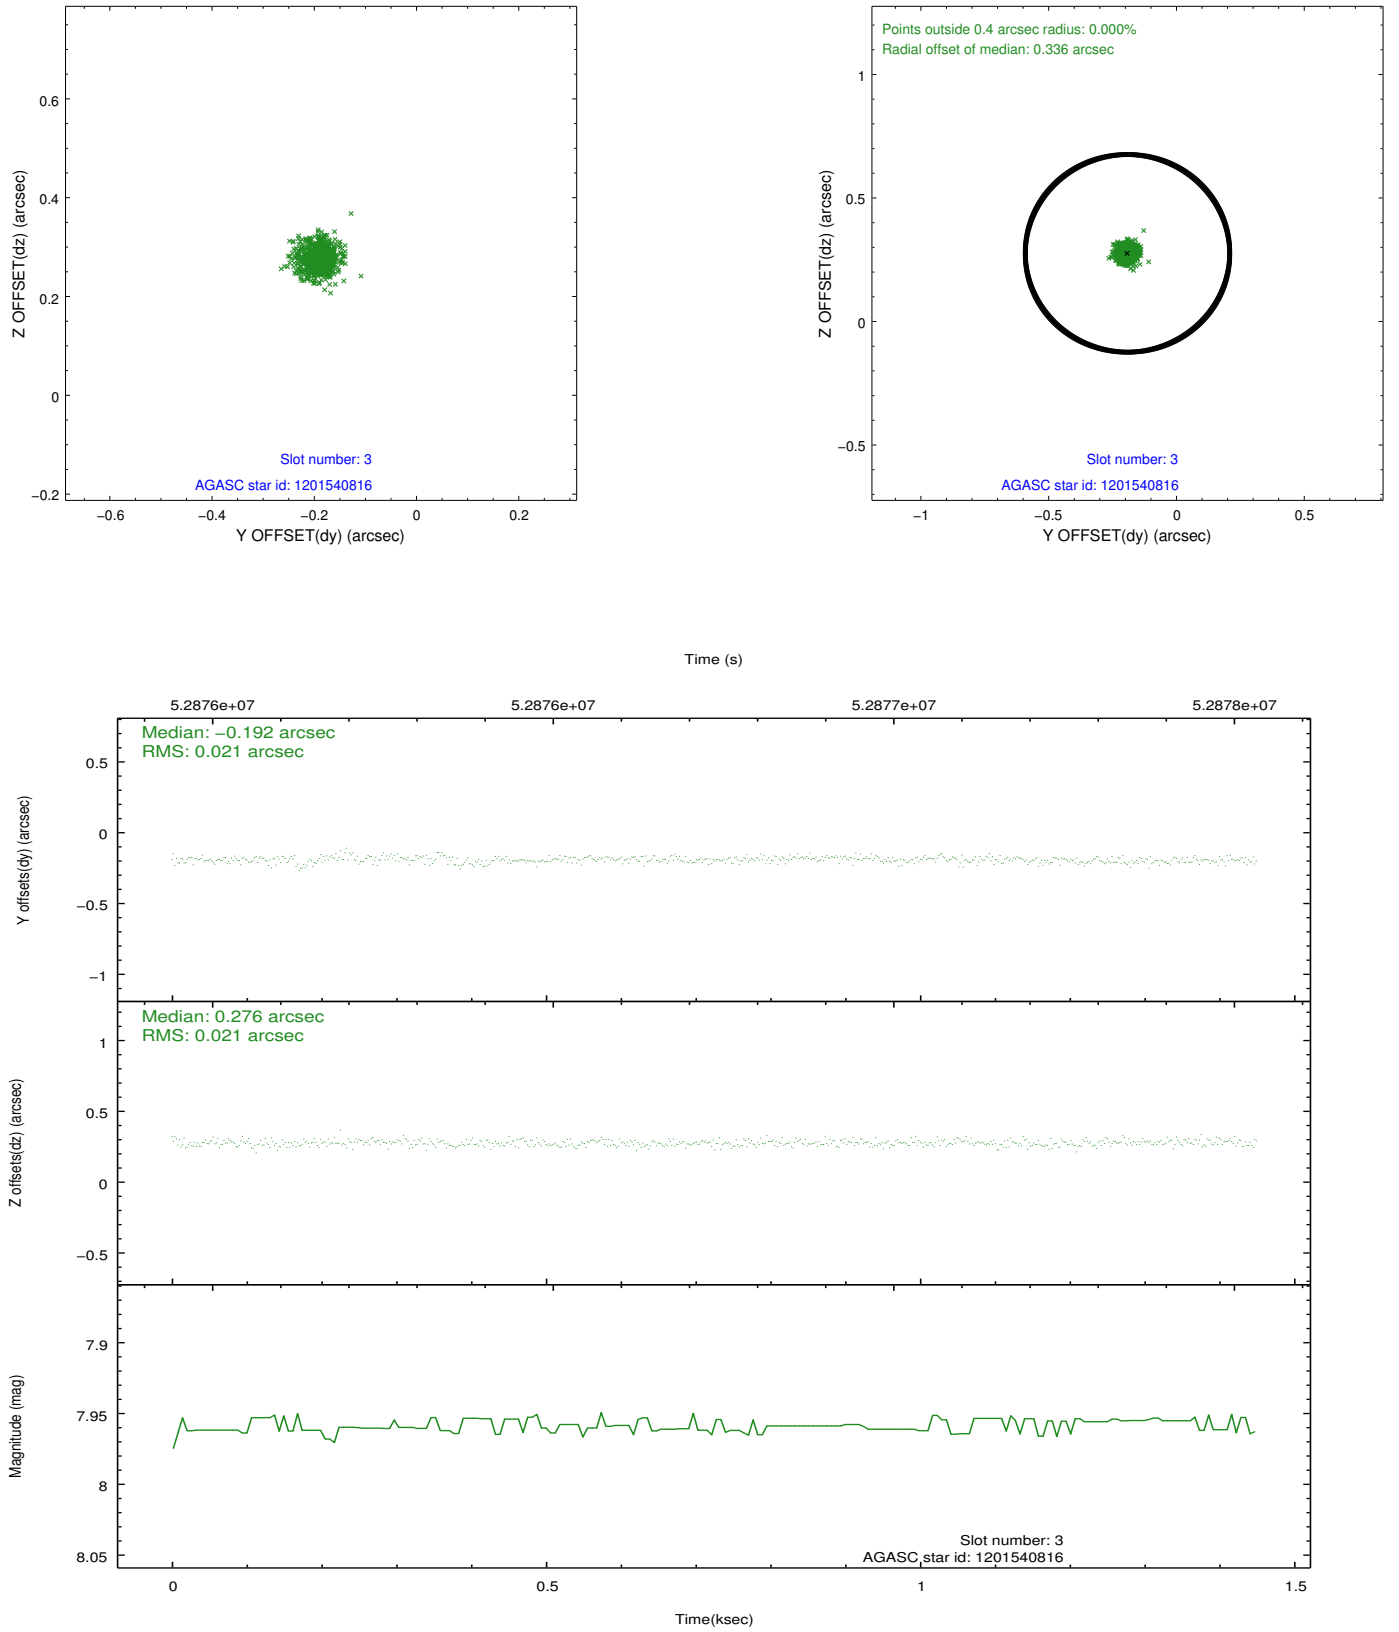 0.6
0.4
0.2
0
−0.2
Z OFFSET(dz) (arcsec)
−0.6
−0.4
−0.2
0
0.2
Y OFFSET(dy) (arcsec)
Slot number: 3
AGASC star id: 1201540816
Points outside 0.4 arcsec radius: 0.000%
Radial offset of median: 0.336 arcsec
1
0.5
0
−0.5
Z OFFSET(dz) (arcsec)
Slot number: 3
AGASC star id: 1201540816
−1
−0.5
0
0.5
Y OFFSET(dy) (arcsec)
Time (s)
5.2876e+07
5.2876e+07
5.2877e+07
5.2878e+07
Median: −0.192 arcsec
RMS: 0.021 arcsec
0.5
0
−0.5
−1
Y offsets(dy) (arcsec)
Median: 0.276 arcsec
RMS: 0.021 arcsec
1
0.5
0
−0.5
Z offsets(dz) (arcsec)
7.9
7.95
8
8.05
Magnitude (mag)
Slot number: 3
AGASC star id: 1201540816
0
0.5
1
1.5
Time(ksec)